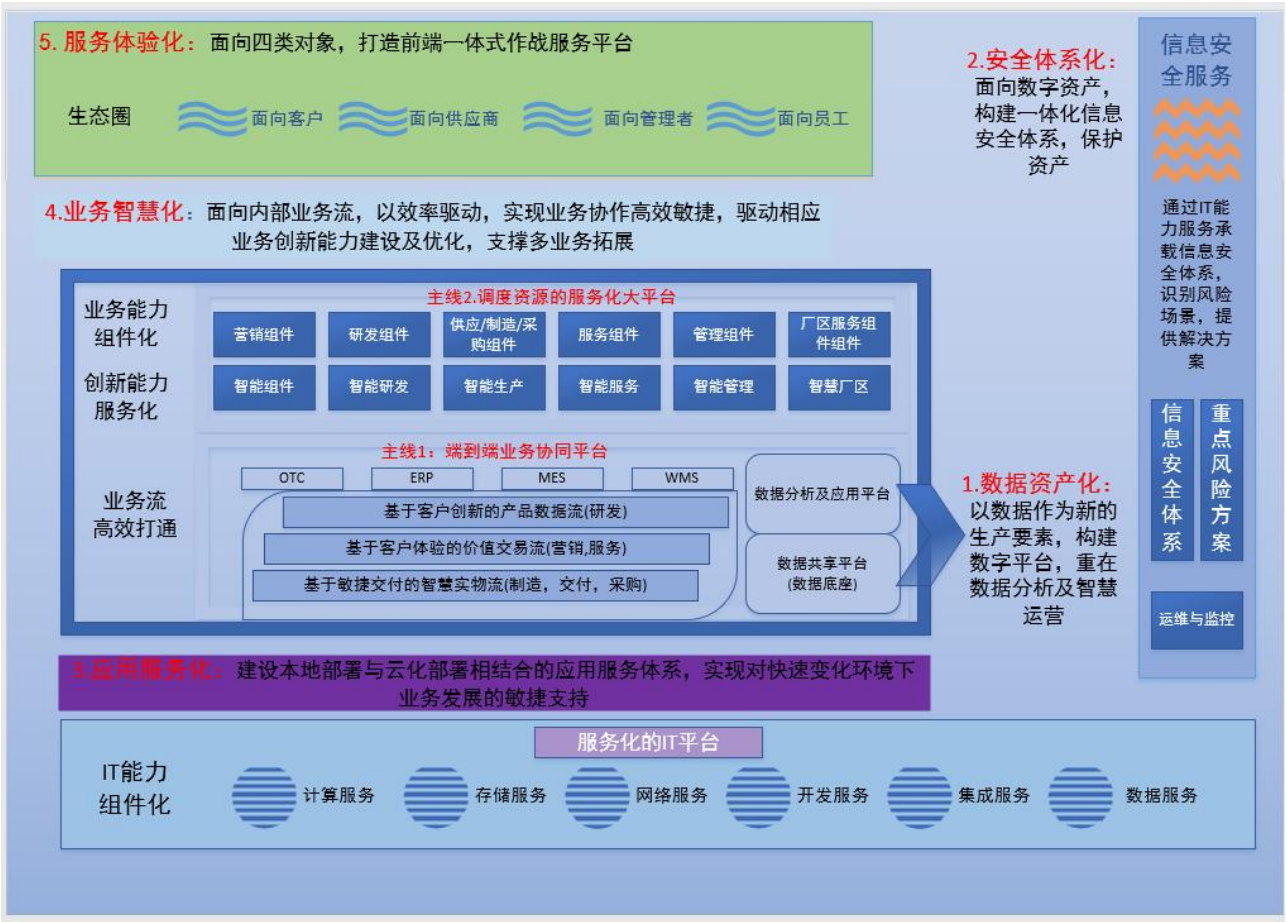 5. 服务体验化：面向四类对象，打造前端一体式作战服务平台
生态圈
面向客户
面向供应商
面向管理者
面向员工
4.业务智慧化：面向内部业务流，以效率驱动，实现业务协作高效敏捷，驱动相应
业务创新能力建设及优化，支撑多业务拓展
业务能力
组件化
创新能力
服务化
主线2.调度资源的服务化大平台
营销组件
研发组件
供应/制造/采
购组件
服务组件
管理组件
厂区服务组
件组件
智能组件
智能研发
智能生产
智能服务
智能管理
智慧厂区
业务流
高效打通
主线1：端到端业务协同平台
OTC
ERP
MES
WMS
基于客户创新的产品数据流(研发)
基于客户体验的价值交易流(营销,服务)
基于敏捷交付的智慧实物流(制造，交付，采购)
数据分析及应用平台
数据共享平台
(数据底座)
3.应用服务化：建设本地部署与云化部署相结合的应用服务体系，实现对快速变化环境下
业务发展的敏捷支持
IT能力
组件化
服务化的IT平台
计算服务
存储服务
网络服务
开发服务
集成服务
数据服务
2.安全体系化：
面向数字资产，
构建一体化信息
安全体系，保护
资产
1.数据资产化：
以数据作为新的
生产要素，构建
数字平台，重在
数据分析及智慧
运营
信息安
全服务
通过IT能
力服务承
载信息安
全体系，
识别风险
场景，提
供解决方
案
信息安全体系
重点风险方案
运维与监控